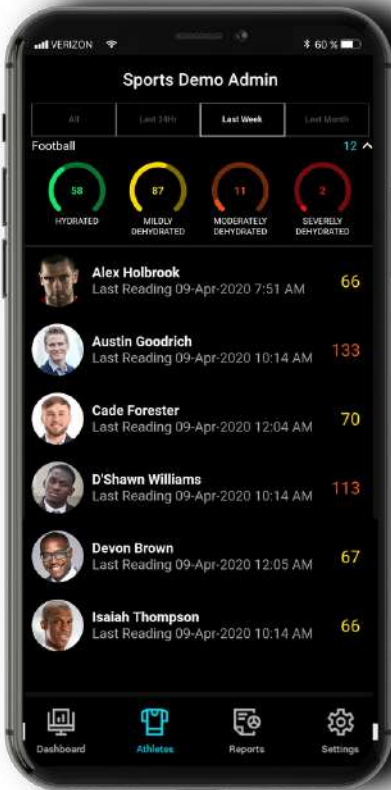 VERIZON 60 %
Sports Demo Admin
All Last 24Hr Last Week Last Month
Football 12
58 87 11 2
HYDRATED MILDLY DEHYDRATED MODERATELY DEHYDRATED SEVERELY DEHYDRATED
Alex Holbrook
Last Reading 09-Apr-2020 7:51 AM 66
Austin Goodrich
Last Reading 09-Apr-2020 10:14 AM 133
Cade Forester
Last Reading 09-Apr-2020 12:04 AM 70
D'Shawn Williams
Last Reading 09-Apr-2020 10:14 AM 113
Devon Brown
Last Reading 09-Apr-2020 12:05 AM 67
Isaiah Thompson
Last Reading 09-Apr-2020 10:14 AM 66
Dashboard Athletes Reports Settings